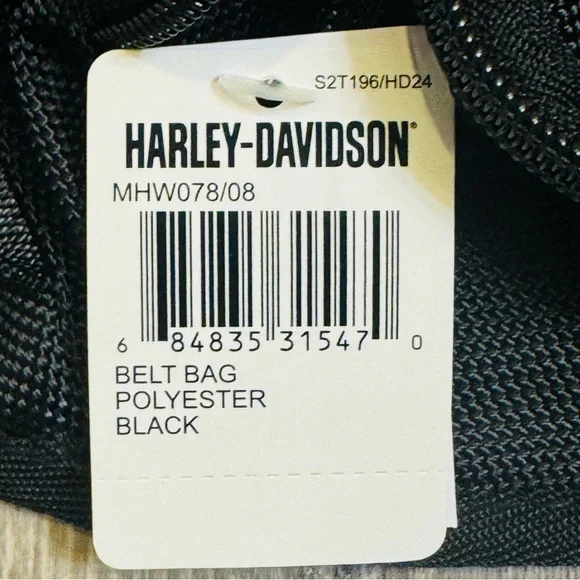 S2T196/HD24
HARLEY-DAVIDSON®
MHW078/08
6 84835 31547 0
BELT BAG
POLYESTER
BLACK